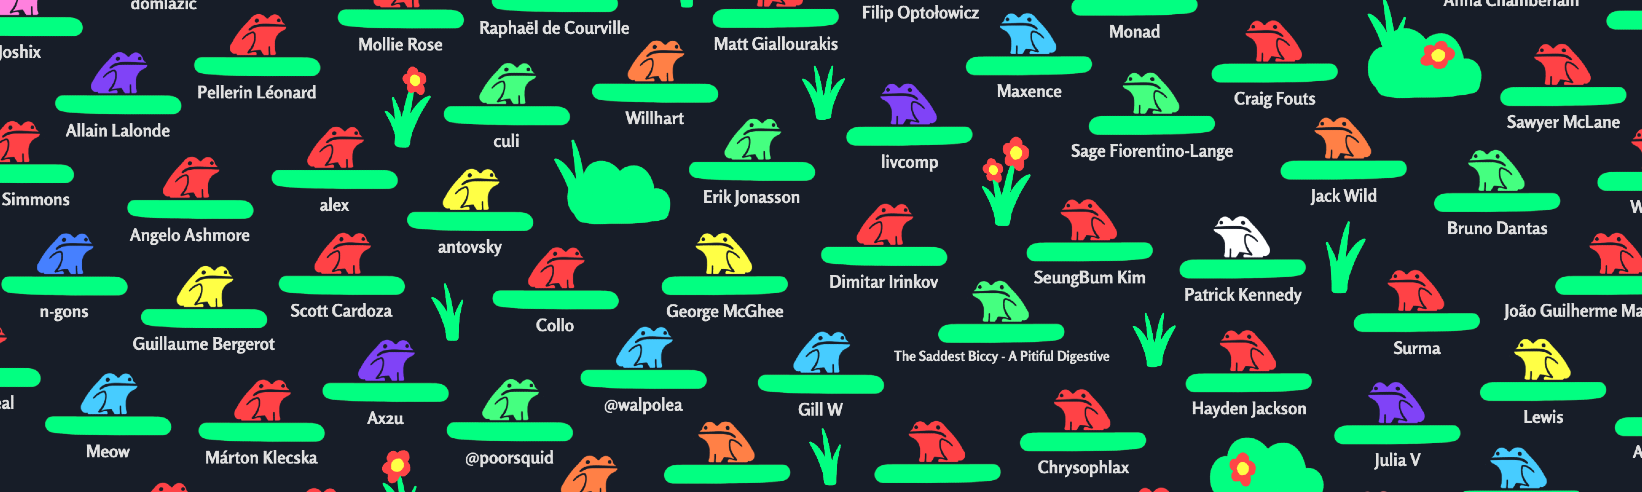 domlazic
Anna Chamberlain
Filip Optołowicz
Raphaël de Courville
Monad
Joshix
Mollie Rose
Matt Giallourakis
Pellerin Léonard
Maxence
Craig Fouts
Willhart
Sawyer McLane
Allain Lalonde
culi
Sage Fiorentino-Lange
livcomp
Simmons
Erik Jonasson
Jack Wild
alex
Angelo Ashmore
Bruno Dantas
antovsky
SeungBum Kim
Dimitar Irinkov
Patrick Kennedy
n-gons
Scott Cardoza
George McGhee
João Guilherme Ma
Collo
Guillaume Bergerot
Surma
The Saddest Biccy - A Pitiful Digestive
eal
@walpolea
Gill W
Hayden Jackson
Axzu
Lewis
Meow
Márton Klecska
@poorsquid
Julia V
Chrysophlax